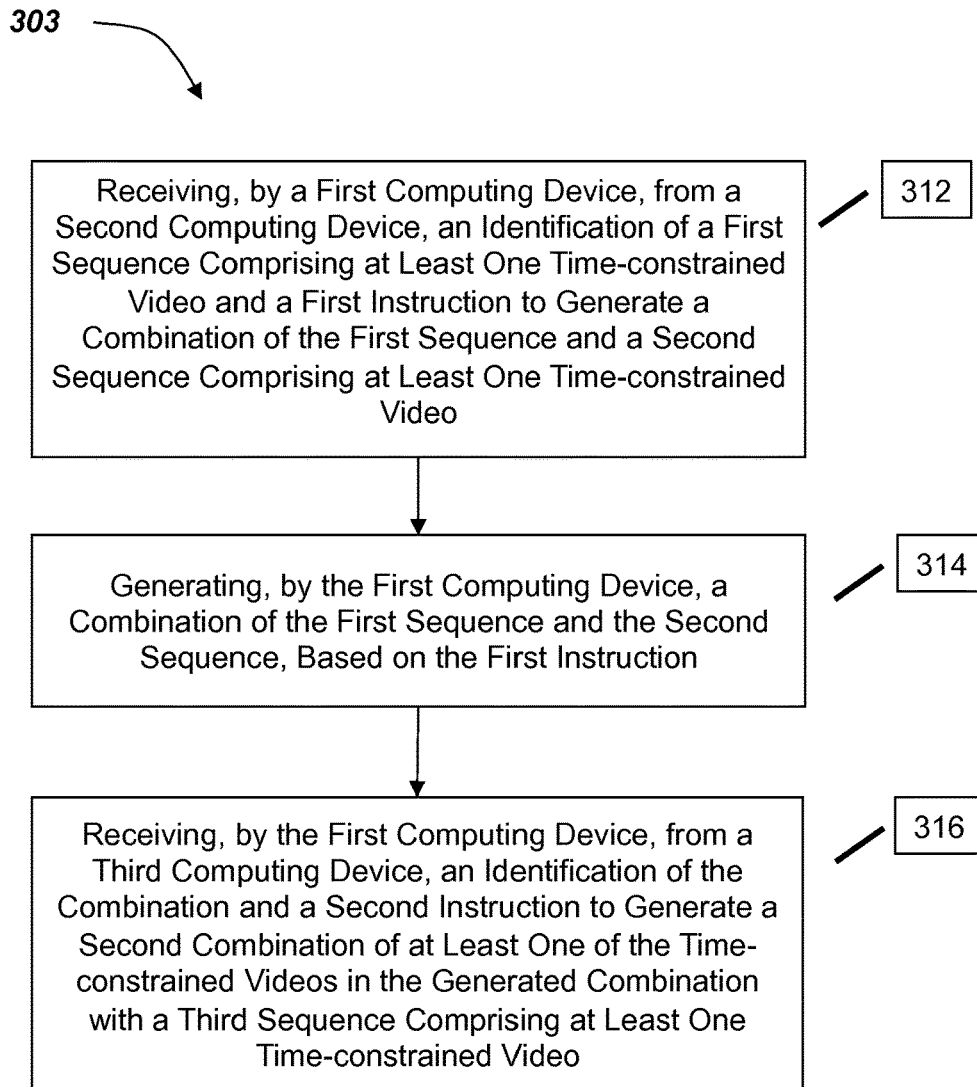 303
Receiving, by a First Computing Device, from a
Second Computing Device, an Identification of a First
Sequence Comprising at Least One Time-constrained
Video and a First Instruction to Generate a
Combination of the First Sequence and a Second
Sequence Comprising at Least One Time-constrained
Video
312
Generating, by the First Computing Device, a
Combination of the First Sequence and the Second
Sequence, Based on the First Instruction
314
Receiving, by the First Computing Device, from a
Third Computing Device, an Identification of the
Combination and a Second Instruction to Generate a
Second Combination of at Least One of the Time-
constrained Videos in the Generated Combination
with a Third Sequence Comprising at Least One
Time-constrained Video
316